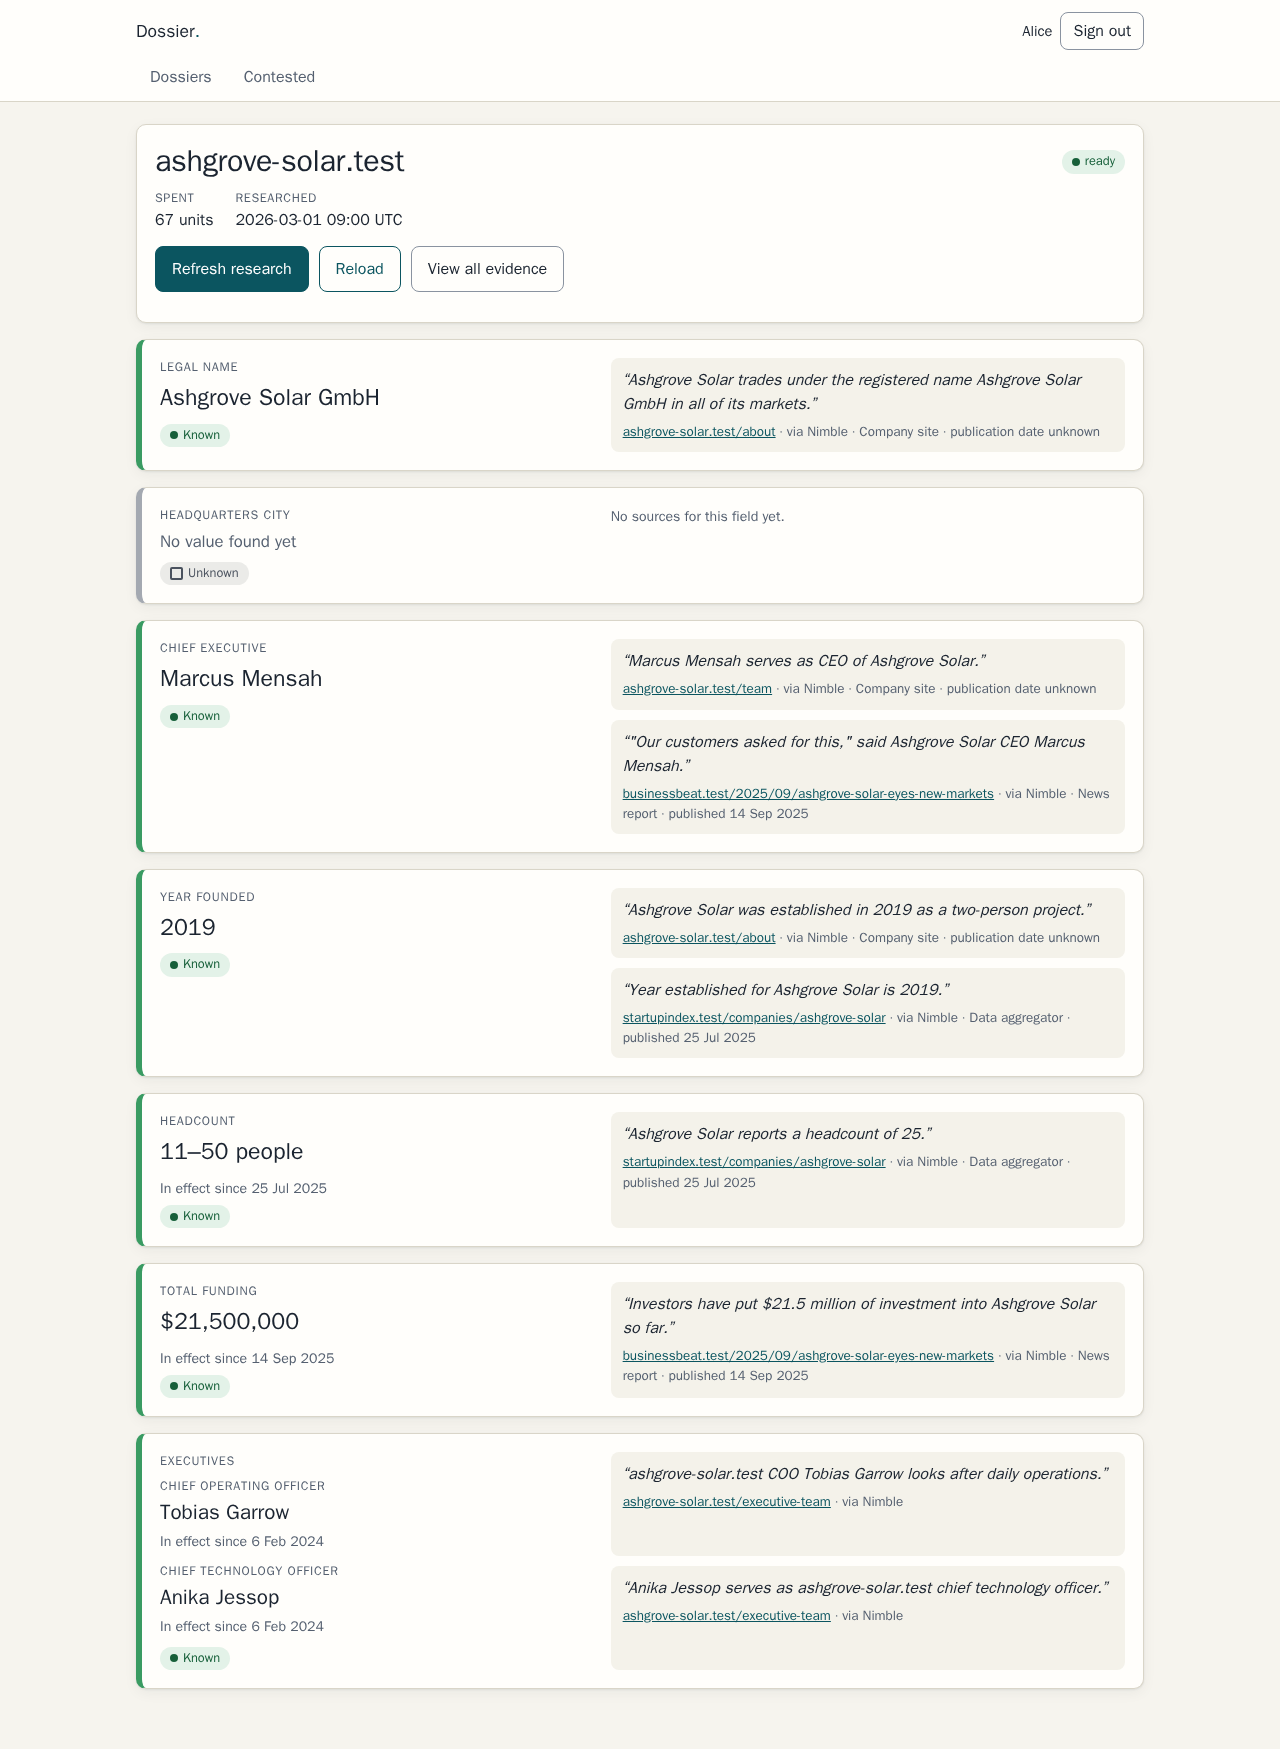 Dossier.
Alice
Sign out
Dossiers
Contested
ashgrove-solar.test
ready
SPENT
67 units
RESEARCHED
2026-03-01 09:00 UTC
Refresh research
Reload
View all evidence
LEGAL NAME
Ashgrove Solar GmbH
Known
“Ashgrove Solar trades under the registered name Ashgrove Solar
GmbH in all of its markets.”
ashgrove-solar.test/about · via Nimble · Company site · publication date unknown
HEADQUARTERS CITY
No value found yet
Unknown
No sources for this field yet.
CHIEF EXECUTIVE
Marcus Mensah
Known
“Marcus Mensah serves as CEO of Ashgrove Solar.”
ashgrove-solar.test/team · via Nimble · Company site · publication date unknown
“"Our customers asked for this," said Ashgrove Solar CEO Marcus
Mensah.”
businessbeat.test/2025/09/ashgrove-solar-eyes-new-markets · via Nimble · News
report · published 14 Sep 2025
YEAR FOUNDED
2019
Known
“Ashgrove Solar was established in 2019 as a two-person project.”
ashgrove-solar.test/about · via Nimble · Company site · publication date unknown
“Year established for Ashgrove Solar is 2019.”
startupindex.test/companies/ashgrove-solar · via Nimble · Data aggregator ·
published 25 Jul 2025
HEADCOUNT
11–50 people
In effect since 25 Jul 2025
Known
“Ashgrove Solar reports a headcount of 25.”
startupindex.test/companies/ashgrove-solar · via Nimble · Data aggregator ·
published 25 Jul 2025
TOTAL FUNDING
$21,500,000
In effect since 14 Sep 2025
Known
“Investors have put $21.5 million of investment into Ashgrove Solar
so far.”
businessbeat.test/2025/09/ashgrove-solar-eyes-new-markets · via Nimble · News
report · published 14 Sep 2025
EXECUTIVES
CHIEF OPERATING OFFICER
Tobias Garrow
In effect since 6 Feb 2024
CHIEF TECHNOLOGY OFFICER
Anika Jessop
In effect since 6 Feb 2024
Known
“ashgrove-solar.test COO Tobias Garrow looks after daily operations.”
ashgrove-solar.test/executive-team · via Nimble
“Anika Jessop serves as ashgrove-solar.test chief technology officer.”
ashgrove-solar.test/executive-team · via Nimble